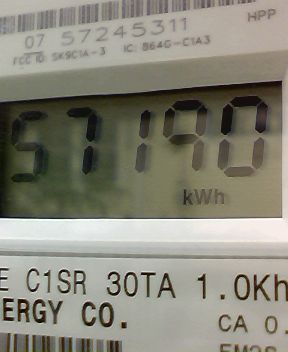 07 57245311
HPP
FCC ID: SK9C1A-3 IC: 864G-C1A3
57190
kWh
E C1SR 30TA 1.0Kh
ERGY CO.
CA 0.